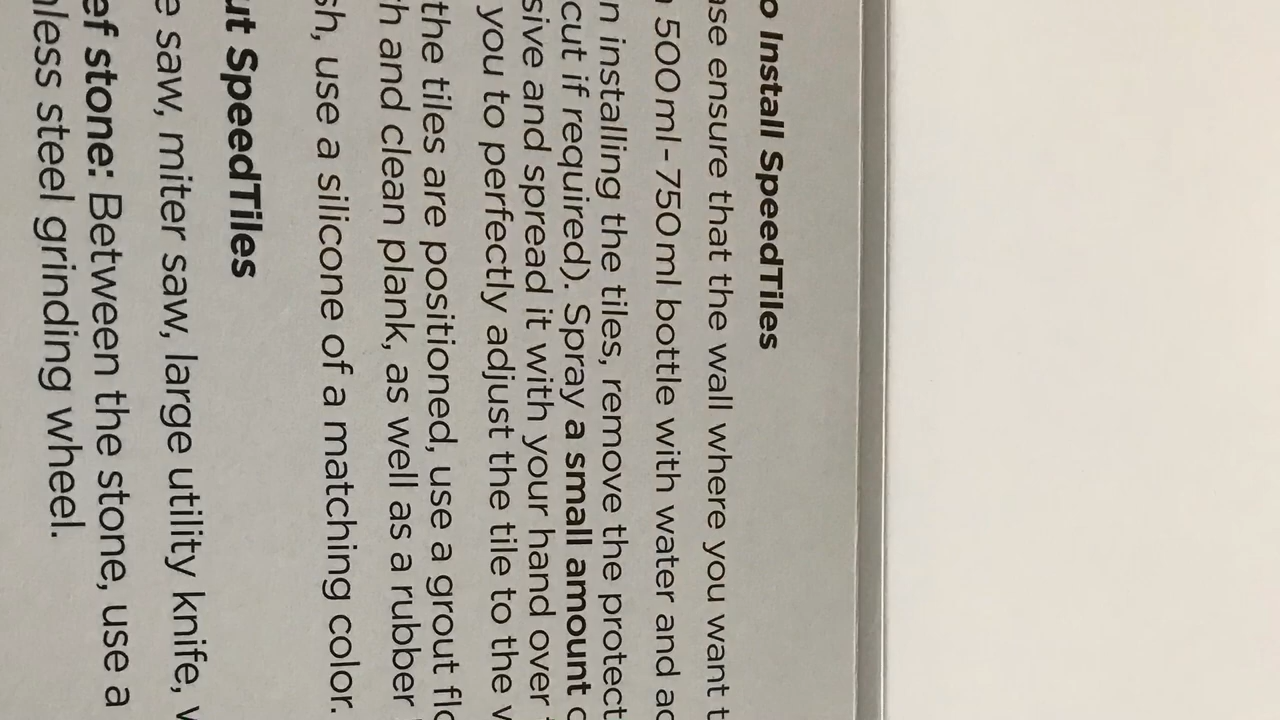 o Install SpeedTiles
ase ensure that the wall where you want t
500ml-750ml bottle with water and ad
n installing the tiles, remove the protect
cut if required). Spray a small amount o
sive and spread it with your hand over
you to perfectly adjust the tile to the w
the tiles are positioned, use a grout flo
h and clean plank, as well as a rubber
sh, use a silicone of a matching color.
ut SpeedTiles
e saw, miter saw, large utility knife, w
ef stone: Between the stone, use a
nless steel grinding wheel.